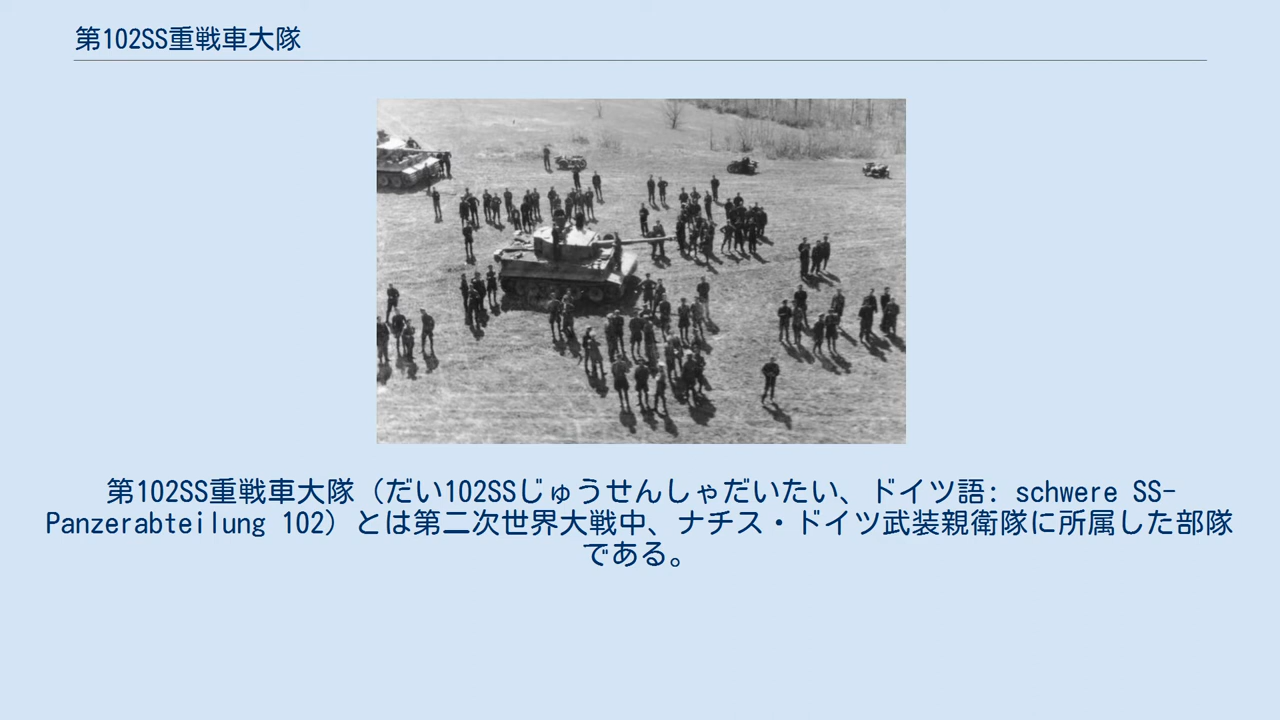 第102SS重戦車大隊
第102SS重戦車大隊（だい102SSじゅうせんしゃだいたい、ドイツ語: schwere SS-
Panzerabteilung 102）とは第二次世界大戦中、ナチス・ドイツ武装親衛隊に所属した部隊
である。